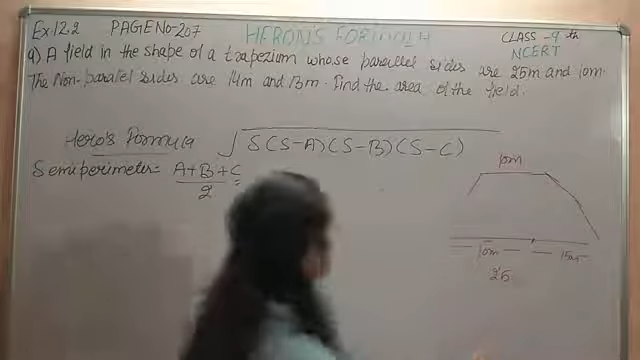 Ex:12.2 PAGE No-207 HERONS FORMULA CLASS-9th
NCERT
Q) A field in the shape of a trapezium whose parallel sides are 25m and 10m.
The Non-parallel sides are 14m and 13m. Find the area of the field.
Hero's Formula √S(S-A)(S-B)(S-C)
Semiperimeter = A+B+C
2
10m
10m 15m
25